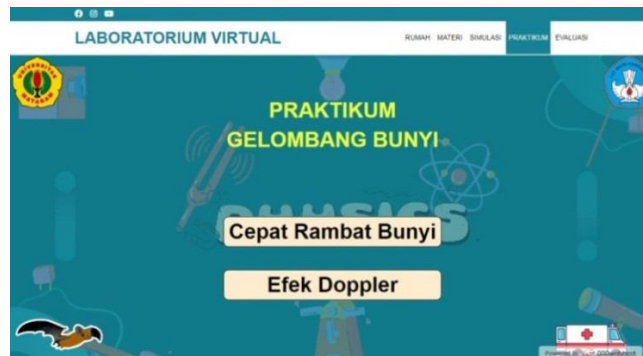 LABORATORIUM VIRTUAL
RUMAH MATERI SIMULASI PRAKTIKUM EVALUASI
PRAKTIKUM
GELOMBANG BUNYI
PHYSICS
Cepat Rambat Bunyi
Efek Doppler